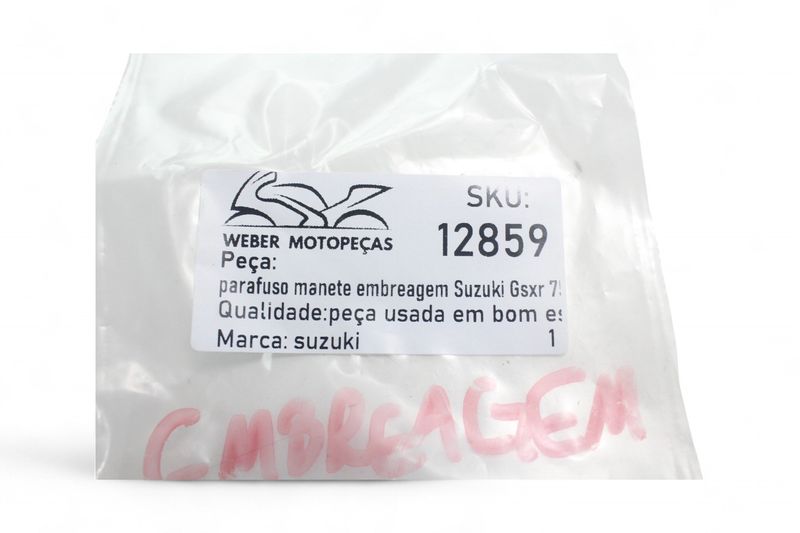 SKU:
WEBER MOTOPEÇAS
12859
Peça:
parafuso manete embreagem Suzuki Gsxr
Qualidade:peça usada em bom
Marca: suzuki 1
EMBREAGEM